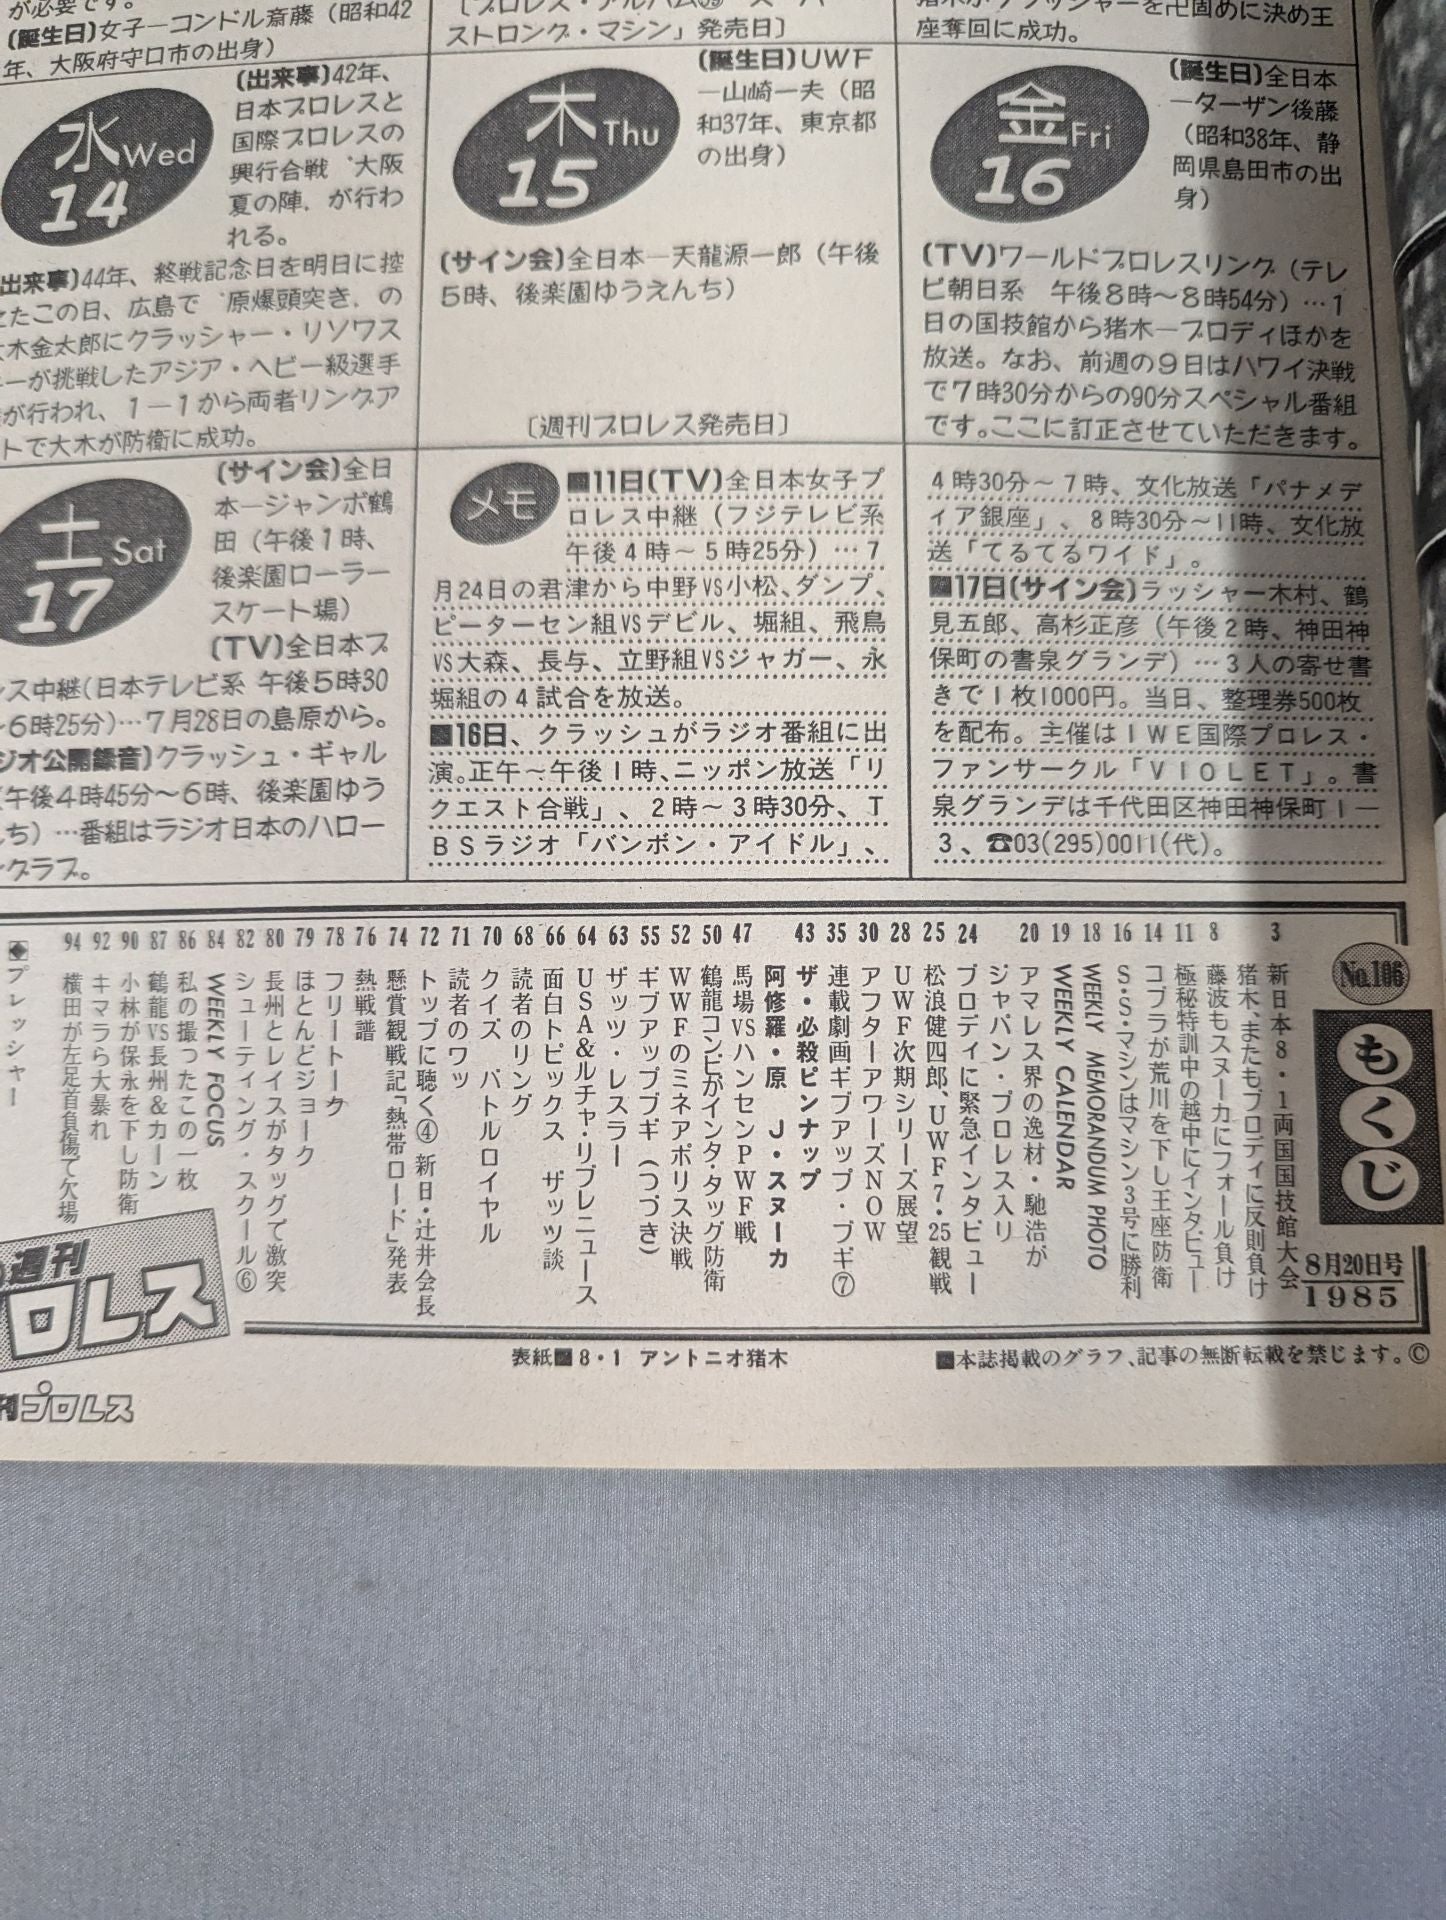 が必要です。
(誕生日)女子―コンドル斎藤(昭和42
年、大阪府守口市の出身)
ストロング・マシン」発売日]
座奪回に成功。
水 Wed 14
(出来事)42年、
日本プロレスと
国際プロレスの
興行合戦〝大阪
夏の陣〟が行わ
れる。
出来事)44年、終戦記念日を明日に控
えたこの日、広島で〝原爆頭突き〟の
大木金太郎にクラッシャー・リソワス
キーが挑戦したアジア・ヘビー級選手
が行われ、1―1から両者リングア
トで大木が防衛に成功。
木 Thu 15
(誕生日)UWF
―山崎一夫(昭
和37年、東京都
の出身)
(サイン会)全日本―天龍源一郎(午後
5時、後楽園ゆうえんち)
[週刊プロレス発売日]
金 Fri 16
(誕生日)全日本
―ターザン後藤
(昭和38年、静
岡県島田市の出
身)
(TV)ワールドプロレスリング(テレ
ビ朝日系 午後8時～8時54分)…1
日の国技館から猪木―ブロディほかを
放送。なお、前週の9日はハワイ決戦
で7時30分からの90分スペシャル番組
です。ここに訂正させていただきます。
土 Sat 17
(サイン会)全日
本―ジャンボ鶴
田(午後1時、
後楽園ローラー
スケート場)
(TV)全日本プ
レス中継(日本テレビ系 午後5時30
～6時25分)…7月28日の島原から。
ジオ公開録音)クラッシュ・ギャル
(午後4時45分～6時、後楽園ゆう
ち)…番組はラジオ日本のハロー
ングラブ。
メモ
■11日(TV)全日本女子プ
ロレス中継(フジテレビ系
午後4時～5時25分)…7
月24日の君津から中野VS小松、ダンプ、
ピーターセン組VSデビル、堀組、飛鳥
VS大森、長与、立野組VSジャガー、永
堀組の4試合を放送。
■16日、クラッシュがラジオ番組に出
演。正午～午後1時、ニッポン放送「リ
クエスト合戦」、2時～3時30分、T
BSラジオ「バンボン・アイドル」、
4時30分～7時、文化放送「パナメデ
ィア銀座」、8時30分～11時、文化放
送「てるてるワイド」。
■17日(サイン会)ラッシャー木村、鶴
見五郎、高杉正彦(午後2時、神田神
保町の書泉グランデ)…3人の寄せ書
きで1枚1000円。当日、整理券500枚
を配布。主催はIWE国際プロレス・
ファンサークル「VIOLET」。書
泉グランデは千代田区神田神保町1―
3、☎03(295)0011(代)。
No.106
もくじ
8月20日号
1985
3 新日本8・1両国国技館大会
猪木、またもブロディに反則負け
8 藤波もスヌーカにフォール負け
11 極秘特訓中の越中にインタビュー
14 コブラが荒川を下し王座防衛
16 S・S・マシンはマシン3号に勝利
18 WEEKLY MEMORANDUM PHOTO
19 WEEKLY CALENDAR
20 アマレス界の逸材・馳浩が
ジャパン・プロレス入り
24 ブロディに緊急インタビュー
25 松浪健四郎、UWF7・25観戦
28 UWF次期シリーズ展望
30 アフターアワーズNOW
35 連載劇画ギブアップ・ブギ⑦
43 ザ・必殺ピンナップ
阿修羅・原 J・スヌーカ
47 馬場VSハンセンPWF戦
50 鶴龍コンビがインタ・タッグ防衛
52 WWFのミネアポリス決戦
55 ギブアップブギ(つづき)
63 ザッツ・レスラー
64 USA&ルチャ・リブレニュース
66 面白トピックス ザッツ談
68 読者のリング
70 クイズ バトルロイヤル
71 読者のワッ
72 トップに聴く④ 新日・辻井会長
74 懸賞観戦記「熱帯ロード」発表
76 熱戦譜
78 フリートーク
79 ほとんどジョーク
80 長州とレイスがタッグで激突
82 シューティング・スクール⑥
84 WEEKLY FOCUS
86 私の撮ったこの一枚
87 鶴龍VS長州&カーン
90 小林が保永を下し防衛
92 キマラら大暴れ
94 横田が左足首負傷で欠場
◆プレッシャー
週刊
プロレス
表紙■8・1 アントニオ猪木
■本誌掲載のグラフ、記事の無断転載を禁じます。©
刊プロレス